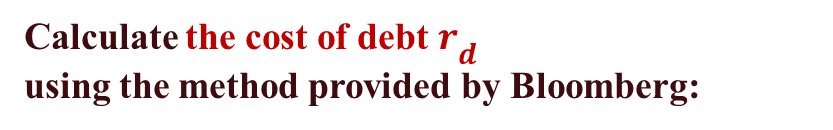 Calculate the cost of debt r_d
using the method provided by Bloomberg: